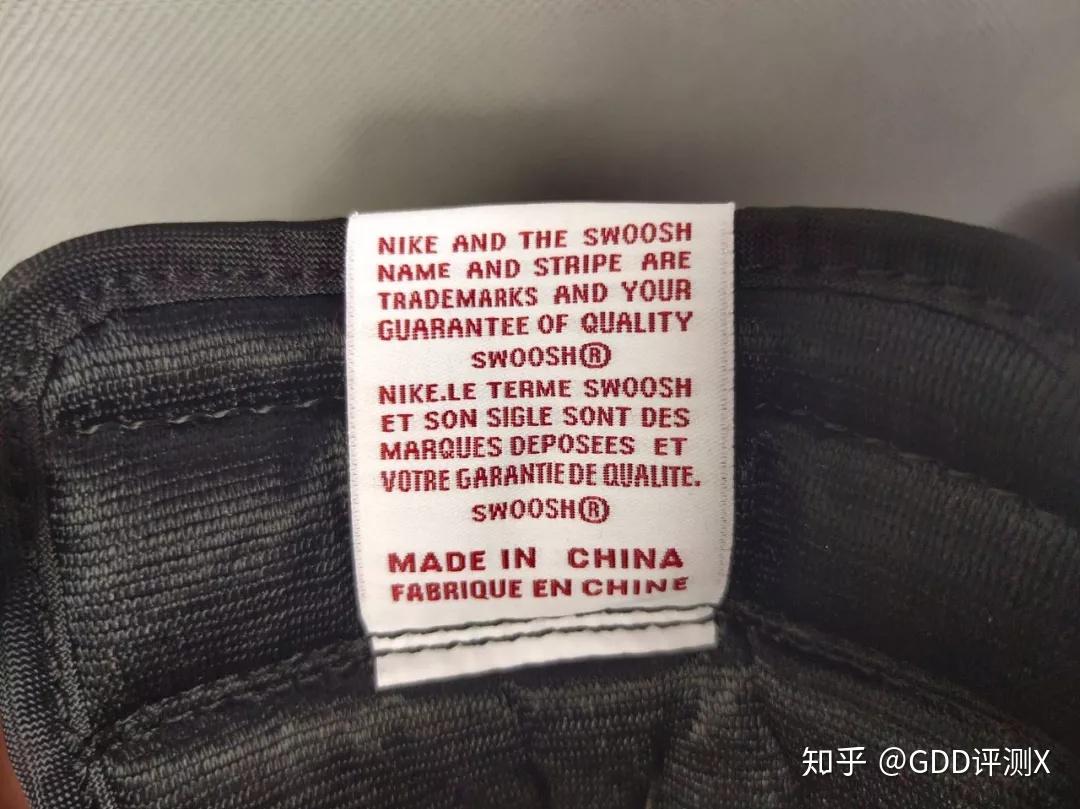 NIKE AND THE SWOOSH
NAME AND STRIPE ARE
TRADEMARKS AND YOUR
GUARANTEE OF QUALITY
SWOOSH®
NIKE.LE TERME SWOOSH
ET SON SIGLE SONT DES
MARQUES DEPOSEES ET
VOTRE GARANTIE DE QUALITE.
SWOOSH®
MADE IN CHINA
FABRIQUE EN CHINE
知乎 @GDD评测X